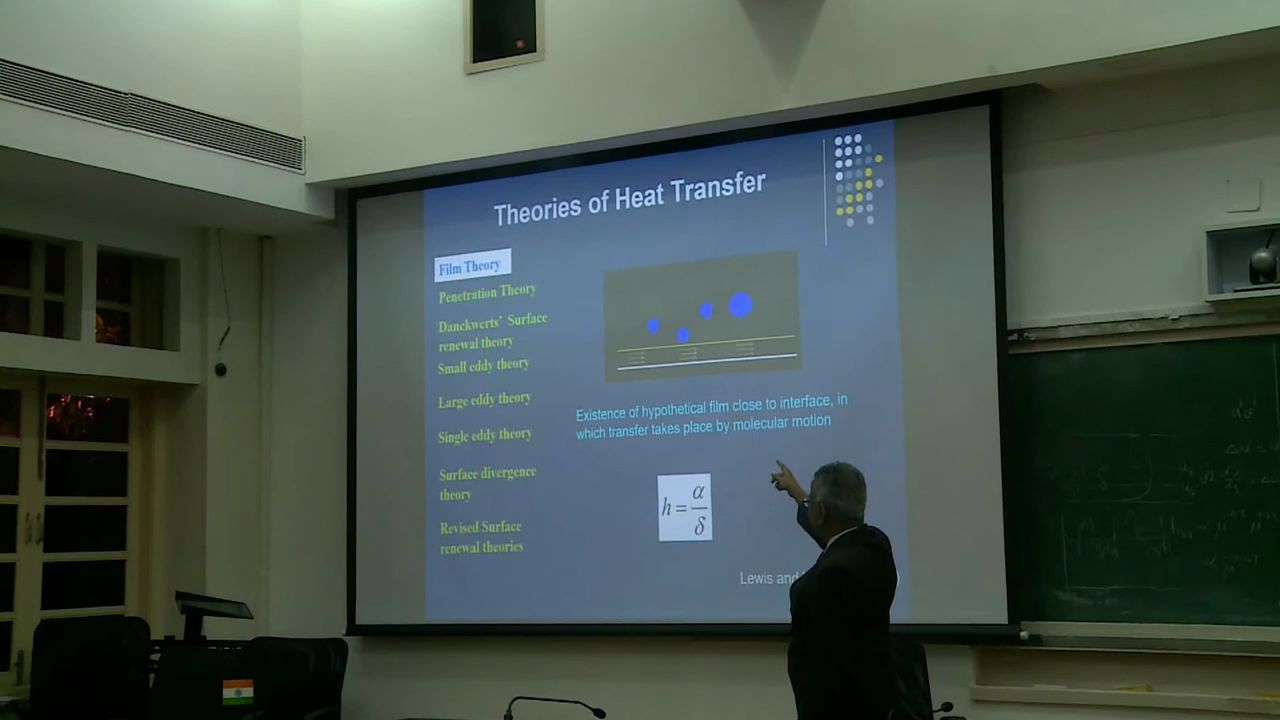 Theories of Heat Transfer
Film Theory
Penetration Theory
Danckwerts' Surface
renewal theory
Small eddy theory
Large eddy theory
Single eddy theory
Surface divergence
theory
Revised Surface
renewal theories
Existence of hypothetical film close to interface, in
which transfer takes place by molecular motion
h = α/δ
Lewis and